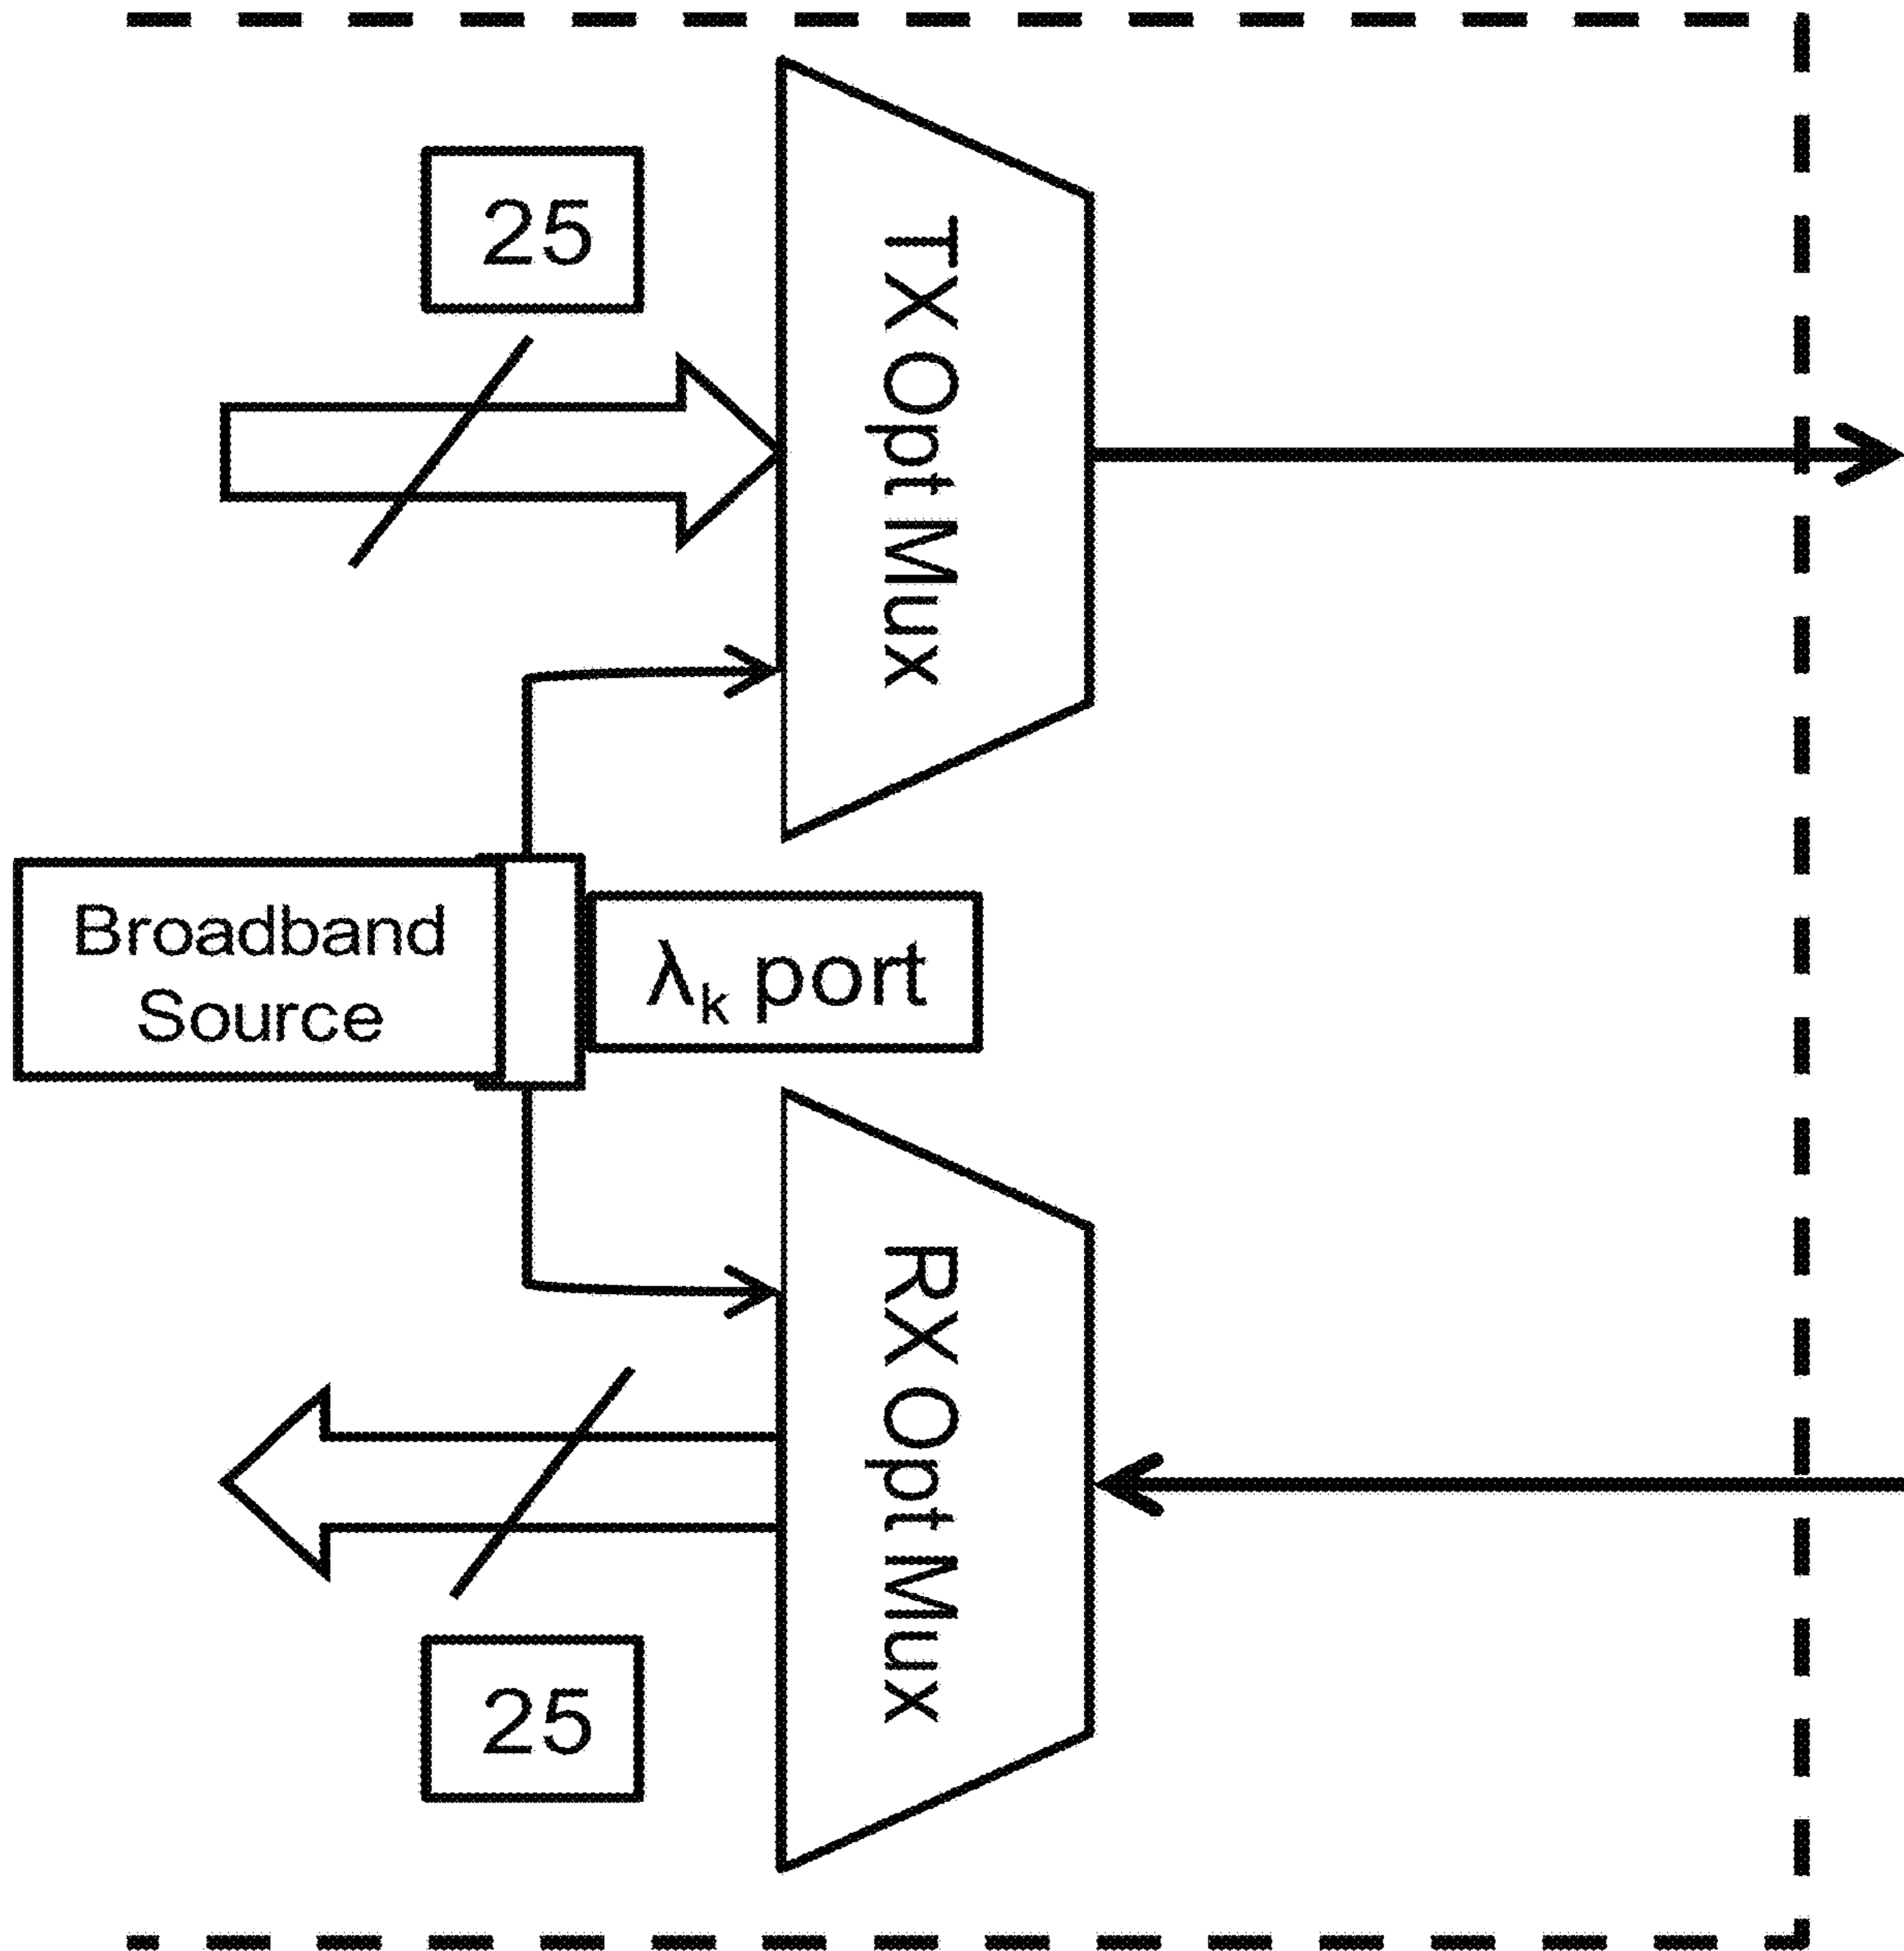 25
TX Opt Mux
Broadband
Source
λₖ port
RX Opt Mux
25